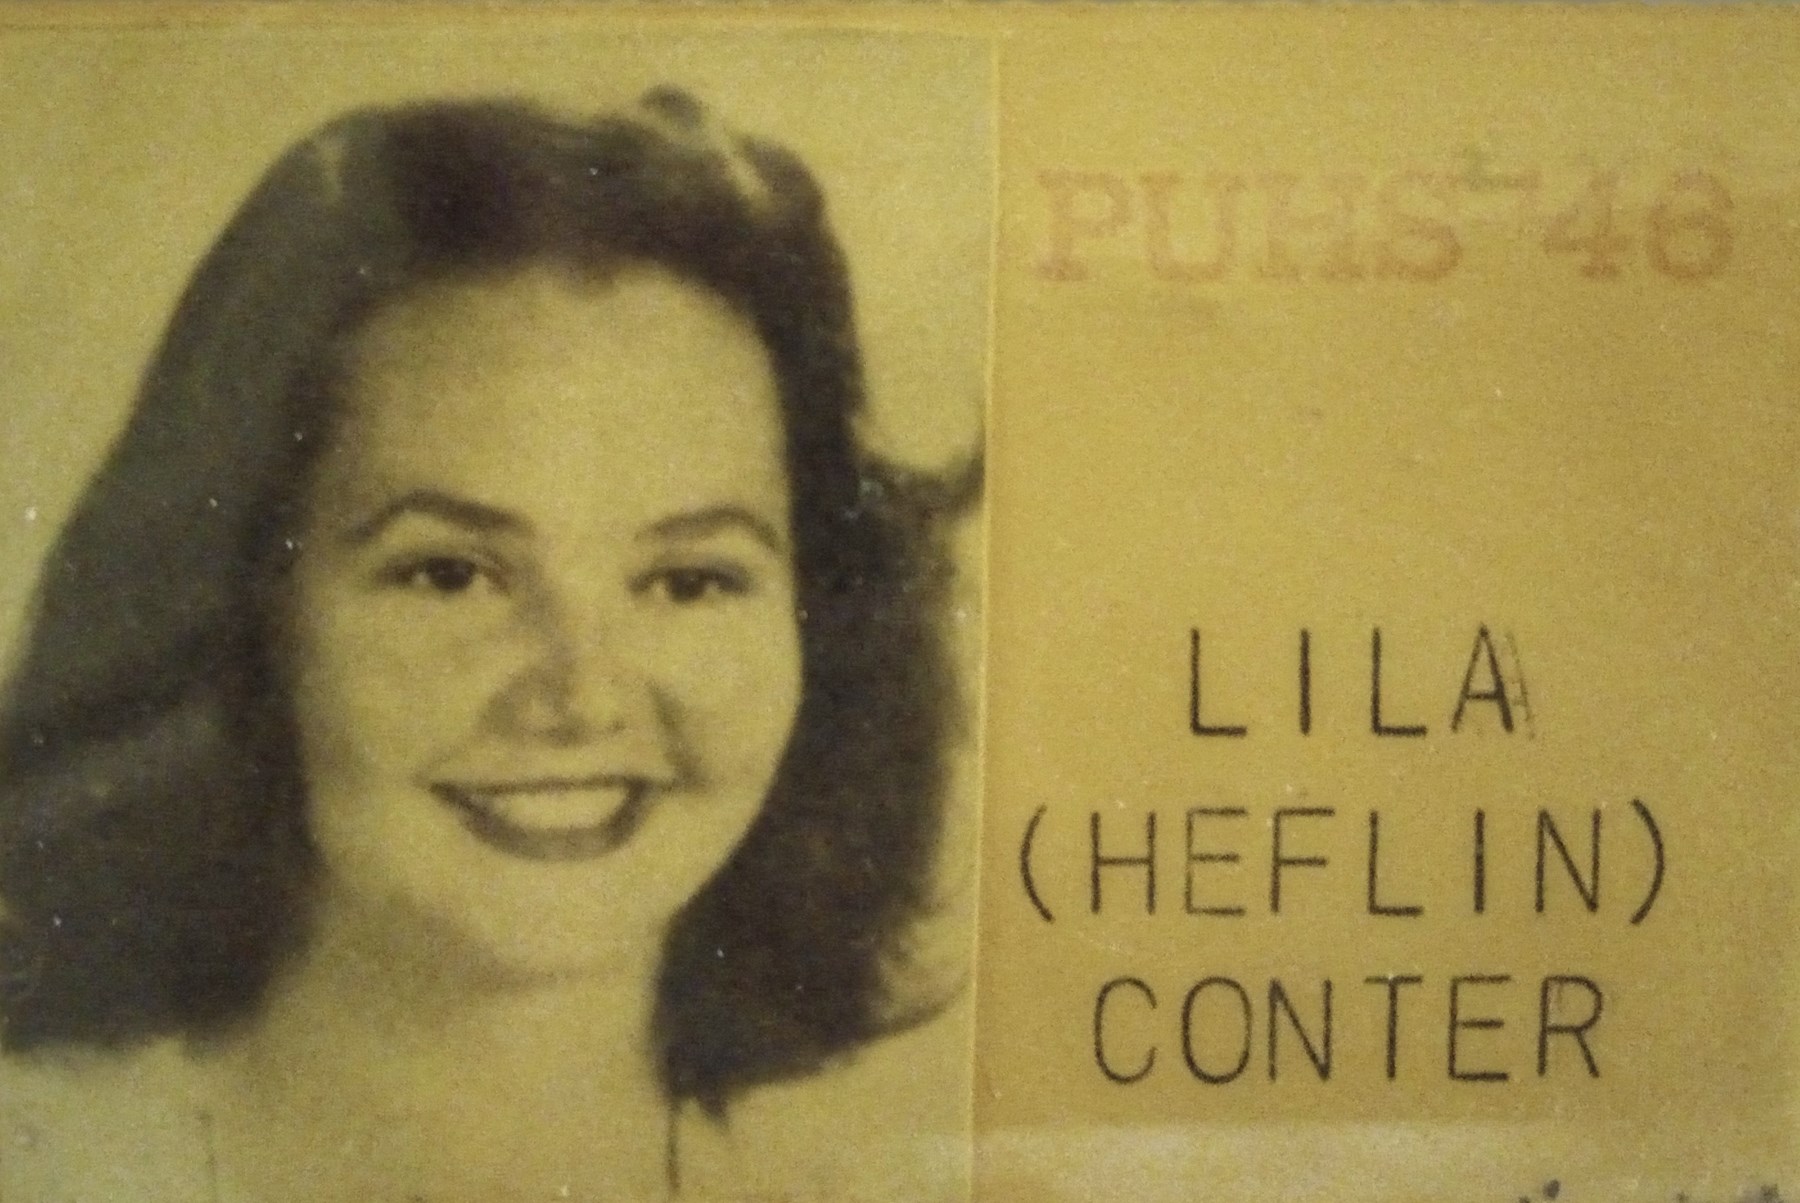 PUHS '46
LILA
(HEFLIN)
CONTER